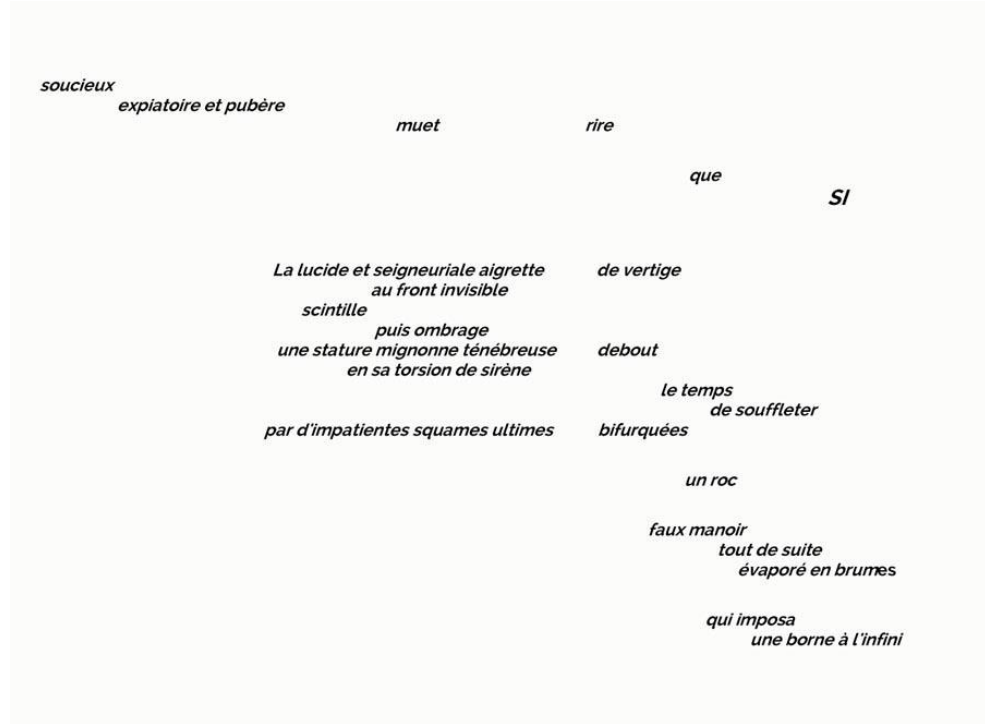 soucieux
expiatoire et pubère
muet rire
que
SI
La lucide et seigneuriale aigrette de vertige
au front invisible
scintille
puis ombrage
une stature mignonne ténébreuse debout
en sa torsion de sirène
le temps
de souffleter
par d'impatientes squames ultimes bifurquées
un roc
faux manoir
tout de suite
évaporé en brumes
qui imposa
une borne à l'infini